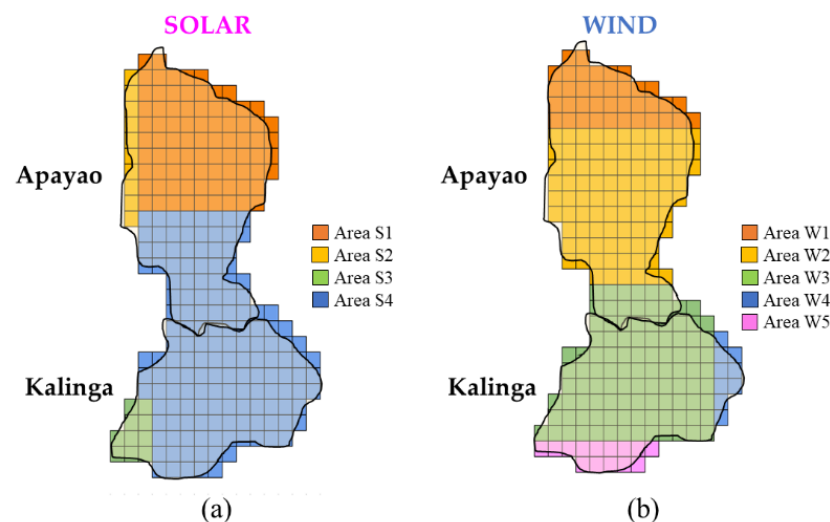 SOLAR
WIND
Apayao
Apayao
Area S1
Area S2
Area S3
Area S4
Area W1
Area W2
Area W3
Area W4
Area W5
Kalinga
Kalinga
(a)
(b)